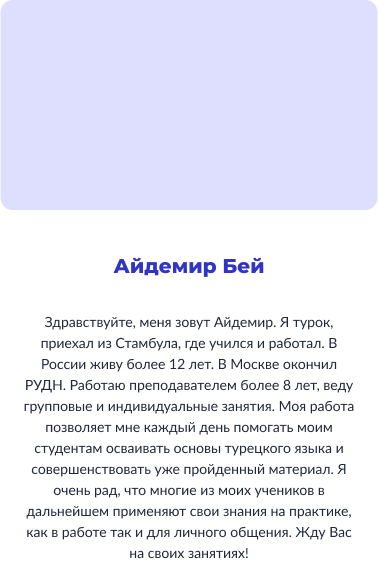 Айдемир Бей
Здравствуйте, меня зовут Айдемир. Я турок,
приехал из Стамбула, где учился и работал. В
России живу более 12 лет. В Москве окончил
РУДН. Работаю преподавателем более 8 лет, веду
групповые и индивидуальные занятия. Моя работа
позволяет мне каждый день помогать моим
студентам осваивать основы турецкого языка и
совершенствовать уже пройденный материал. Я
очень рад, что многие из моих учеников в
дальнейшем применяют свои знания на практике,
как в работе так и для личного общения. Жду Вас
на своих занятиях!